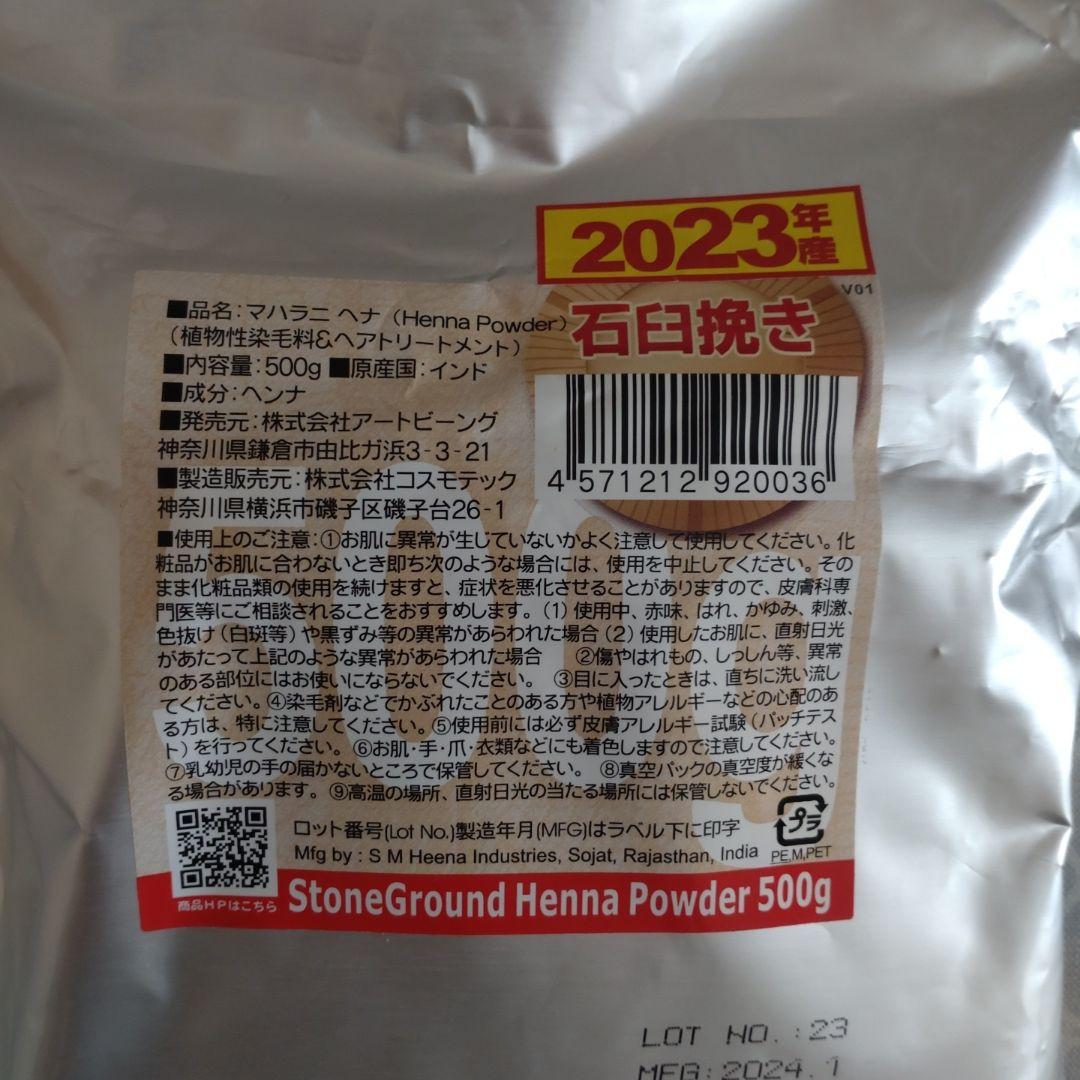 2023年産
V01
石臼挽き
4 571212 920036
■品名：マハラニ ヘナ（Henna Powder）
（植物性染毛料&ヘアトリートメント）
■内容量：500g ■原産国：インド
■成分：ヘンナ
■発売元：株式会社アートビーング
神奈川県鎌倉市由比ガ浜3-3-21
■製造販売元：株式会社コスモテック
神奈川県横浜市磯子区磯子台26-1
500g
■使用上のご注意：①お肌に異常が生じていないかよく注意して使用してください。化
粧品がお肌に合わないとき即ち次のような場合には、使用を中止してください。その
まま化粧品類の使用を続けますと、症状を悪化させることがありますので、皮膚科専
門医等にご相談されることをおすすめします。（1）使用中、赤味、はれ、かゆみ、刺激、
色抜け（白斑等）や黒ずみ等の異常があらわれた場合（2）使用したお肌に、直射日光
があたって上記のような異常があらわれた場合　②傷やはれもの、しっしん等、異常
のある部位にはお使いにならないでください。③目に入ったときは、直ちに洗い流し
てください。④染毛剤などでかぶれたことのある方や植物アレルギーなどの心配のあ
る方は、特に注意してください。⑤使用前には必ず皮膚アレルギー試験（パッチテス
ト）を行ってください。⑥お肌・手・爪・衣類などにも着色しますので注意してください。
⑦乳幼児の手の届かないところで保管してください。⑧真空パックの真空度が緩くな
る場合があります。⑨高温の場所、直射日光の当たる場所には保管しないでください。
ロット番号(Lot No.)製造年月(MFG)はラベル下に印字
プラ
Mfg by : S M Heena Industries, Sojat, Rajasthan, India
PE,M,PET
商品HPはこちら
StoneGround Henna Powder 500g
LOT NO.:23
MFG:2024.1